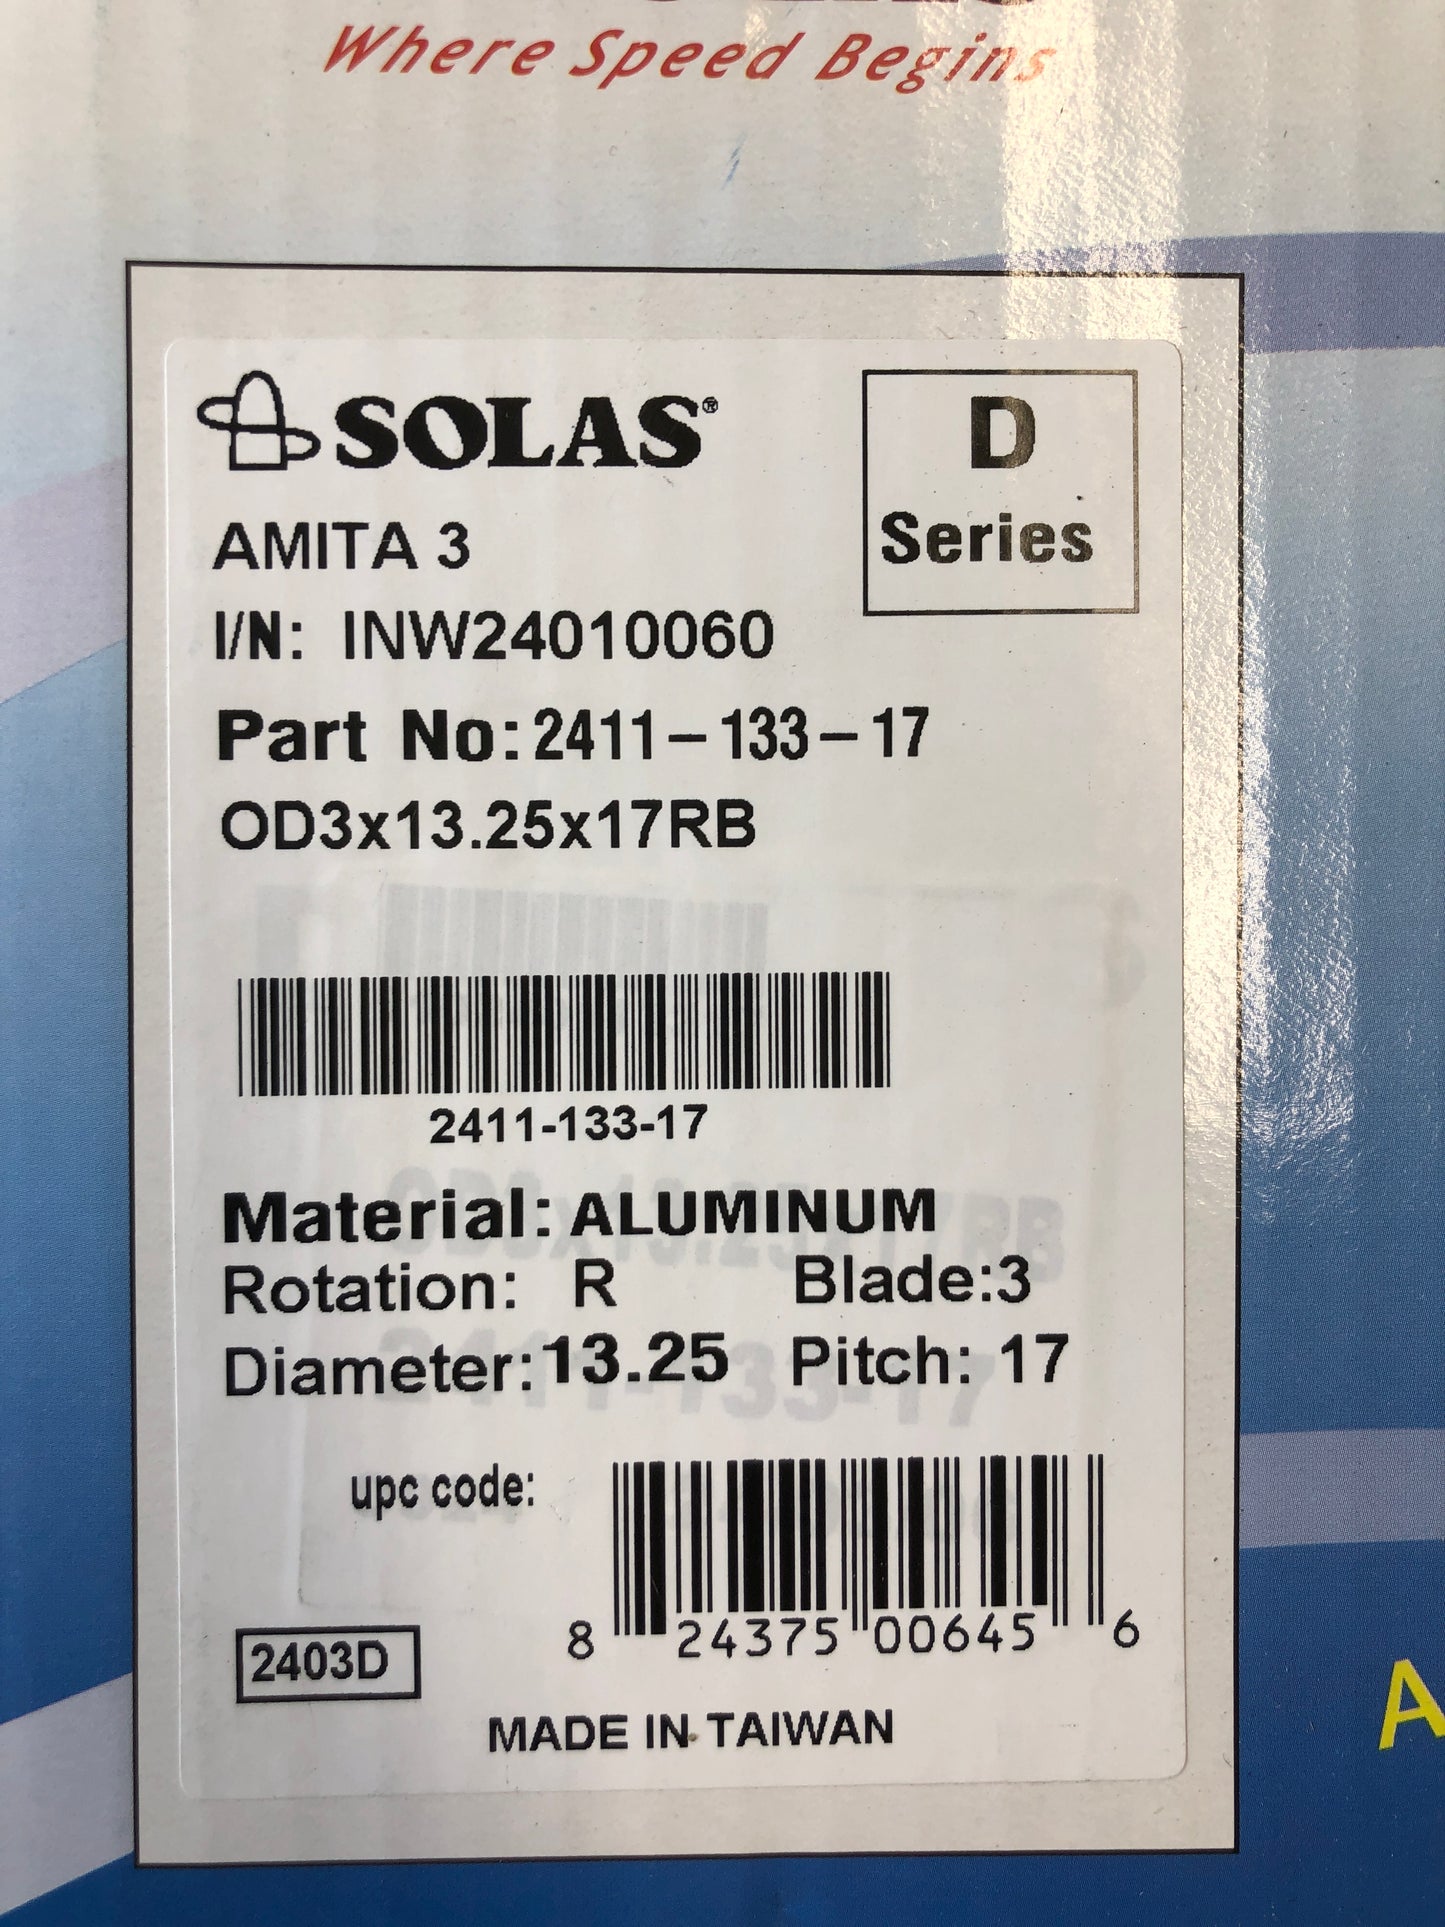 Where Speed Begins
SOLAS®
D
Series
AMITA 3
I/N: INW24010060
Part No: 2411-133-17
OD3x13.25x17RB
2411-133-17
Material: ALUMINUM
Rotation: R Blade:3
Diameter:13.25 Pitch: 17
upc code:
8 24375 00645 6
2403D
MADE IN TAIWAN
A